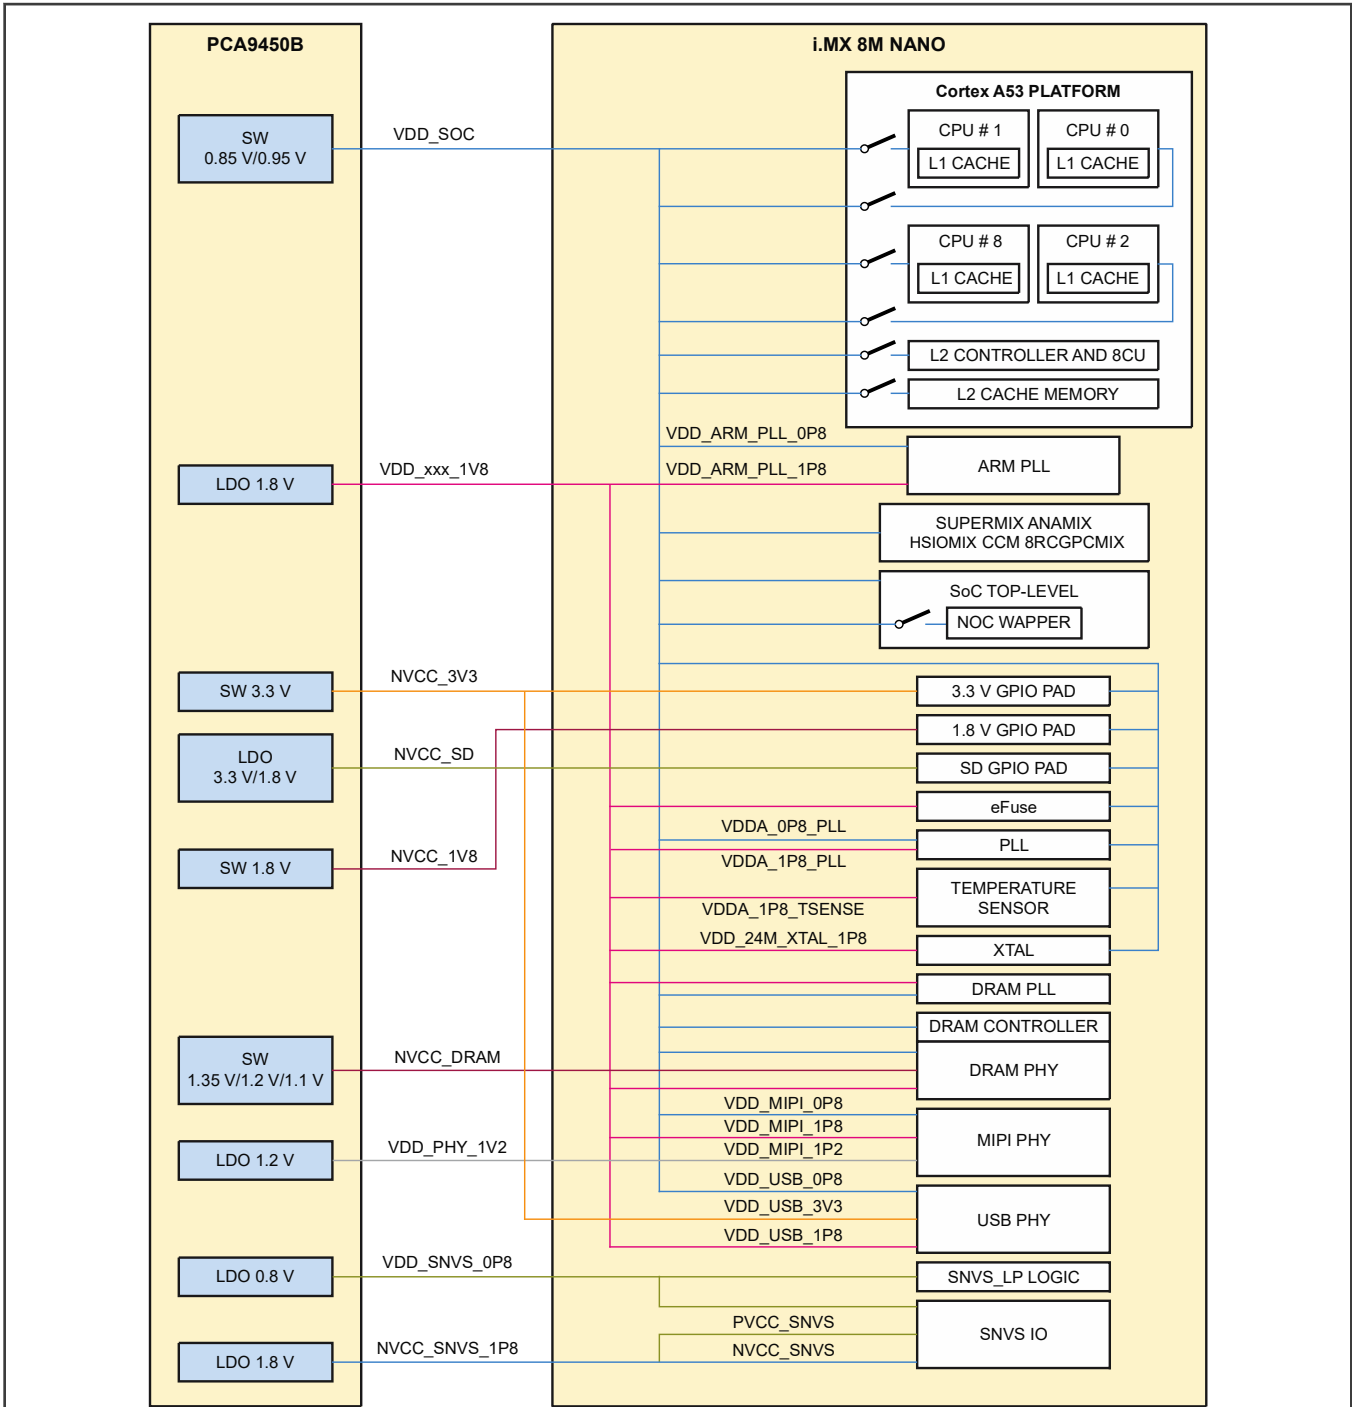 PCA9450B
i.MX 8M NANO
Cortex A53 PLATFORM
SW
0.85 V/0.95 V
VDD_SOC
CPU # 1
L1 CACHE
CPU # 0
L1 CACHE
CPU # 8
L1 CACHE
CPU # 2
L1 CACHE
L2 CONTROLLER AND 8CU
L2 CACHE MEMORY
VDD_ARM_PLL_0P8
LDO 1.8 V
VDD_xxx_1V8
VDD_ARM_PLL_1P8
ARM PLL
SUPERMIX ANAMIX
HSIOMIX CCM 8RCGPCMIX
SoC TOP-LEVEL
NOC WAPPER
SW 3.3 V
NVCC_3V3
3.3 V GPIO PAD
1.8 V GPIO PAD
LDO
3.3 V/1.8 V
NVCC_SD
SD GPIO PAD
eFuse
VDDA_0P8_PLL
PLL
SW 1.8 V
NVCC_1V8
VDDA_1P8_PLL
TEMPERATURE
SENSOR
VDDA_1P8_TSENSE
VDD_24M_XTAL_1P8
XTAL
DRAM PLL
DRAM CONTROLLER
SW
1.35 V/1.2 V/1.1 V
NVCC_DRAM
DRAM PHY
VDD_MIPI_0P8
VDD_MIPI_1P8
MIPI PHY
LDO 1.2 V
VDD_PHY_1V2
VDD_MIPI_1P2
VDD_USB_0P8
VDD_USB_3V3
USB PHY
VDD_USB_1P8
LDO 0.8 V
VDD_SNVS_0P8
SNVS_LP LOGIC
PVCC_SNVS
SNVS IO
LDO 1.8 V
NVCC_SNVS_1P8
NVCC_SNVS